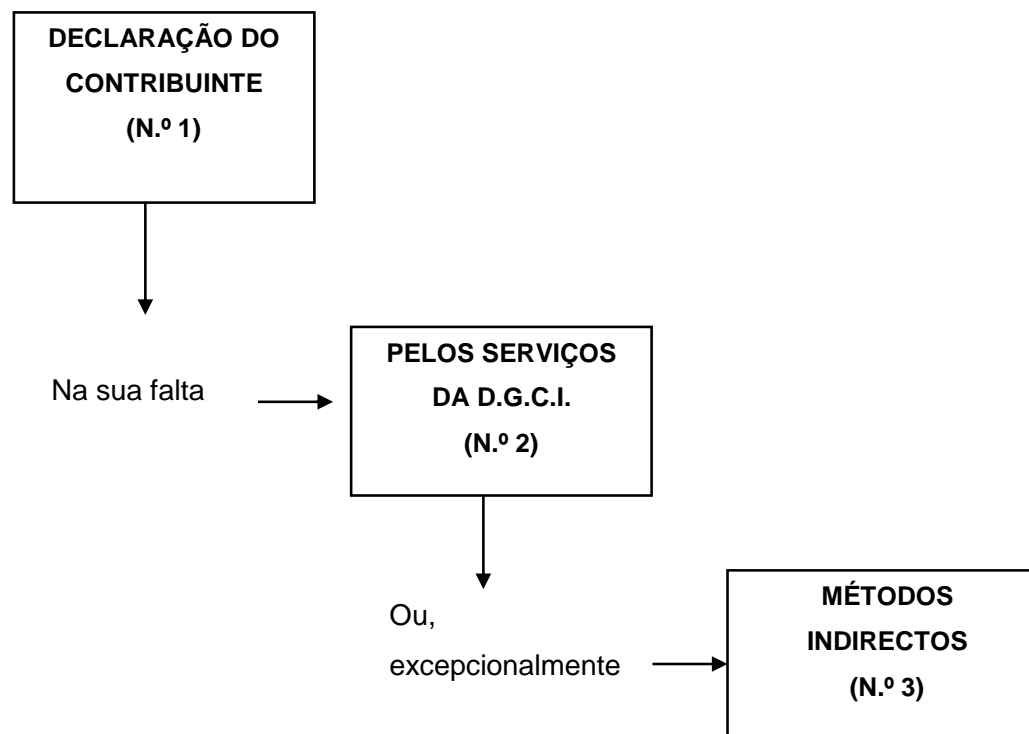 DECLARAÇÃO DO
CONTRIBUINTE
(N.º 1)
Na sua falta
PELOS SERVIÇOS
DA D.G.C.I.
(N.º 2)
Ou,
excepcionalmente
MÉTODOS
INDIRECTOS
(N.º 3)